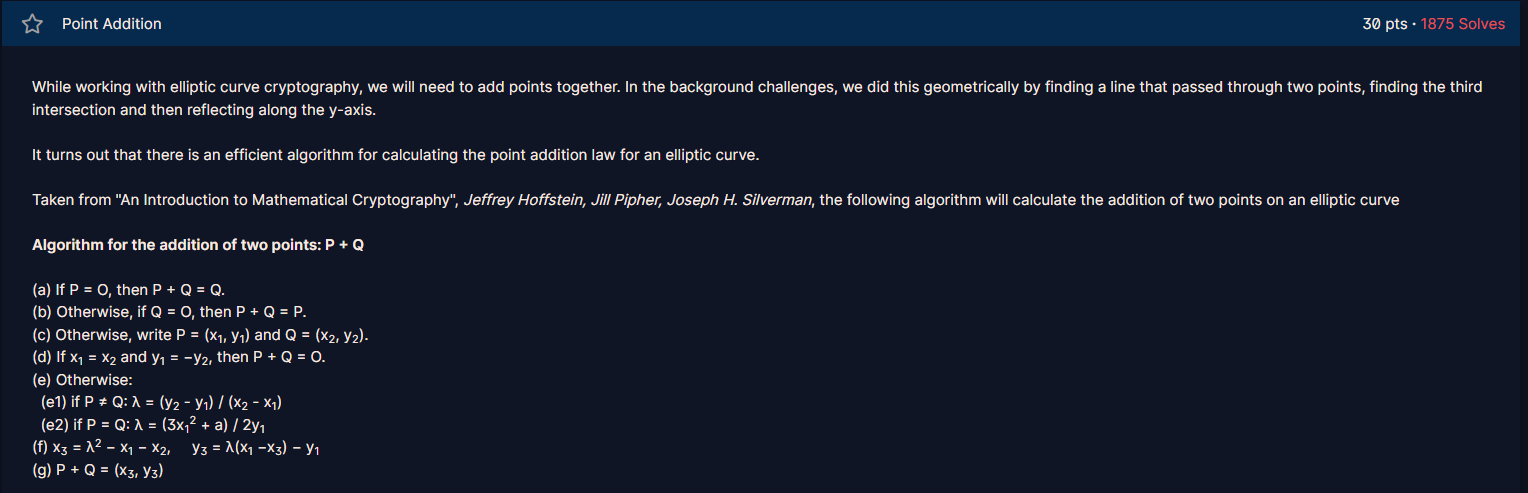 Point Addition
30 pts · 1875 Solves
While working with elliptic curve cryptography, we will need to add points together. In the background challenges, we did this geometrically by finding a line that passed through two points, finding the third
intersection and then reflecting along the y-axis.
It turns out that there is an efficient algorithm for calculating the point addition law for an elliptic curve.
Taken from "An Introduction to Mathematical Cryptography", Jeffrey Hoffstein, Jill Pipher, Joseph H. Silverman, the following algorithm will calculate the addition of two points on an elliptic curve
Algorithm for the addition of two points: P + Q
(a) If P = O, then P + Q = Q.
(b) Otherwise, if Q = O, then P + Q = P.
(c) Otherwise, write P = (x₁, y₁) and Q = (x₂, y₂).
(d) If x₁ = x₂ and y₁ = −y₂, then P + Q = O.
(e) Otherwise:
(e1) if P ≠ Q: λ = (y₂ - y₁) / (x₂ - x₁)
(e2) if P = Q: λ = (3x₁² + a) / 2y₁
(f) x₃ = λ² − x₁ − x₂, y₃ = λ(x₁ −x₃) − y₁
(g) P + Q = (x₃, y₃)